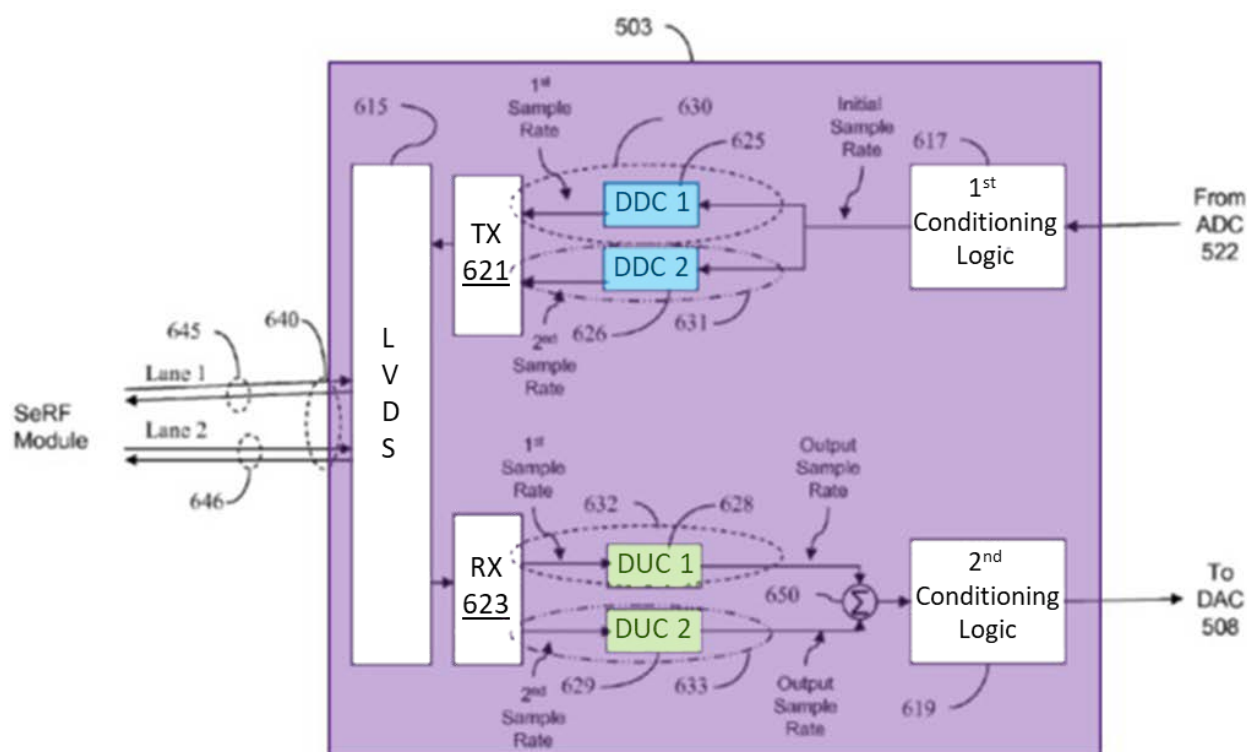 503
615
1st
Sample
Rate
630
625
Initial
Sample
Rate
617
DDC 1
1st
Conditioning
Logic
From
ADC
522
TX
621
DDC 2
2nd
Sample
Rate
626
631
645
640
L
V
D
S
Lane 1
SeRF
Module
Lane 2
646
1st
Sample
Rate
632
628
Output
Sample
Rate
RX
623
DUC 1
650
Σ
2nd
Conditioning
Logic
To
DAC
508
DUC 2
2nd
Sample
Rate
629
633
Output
Sample
Rate
619